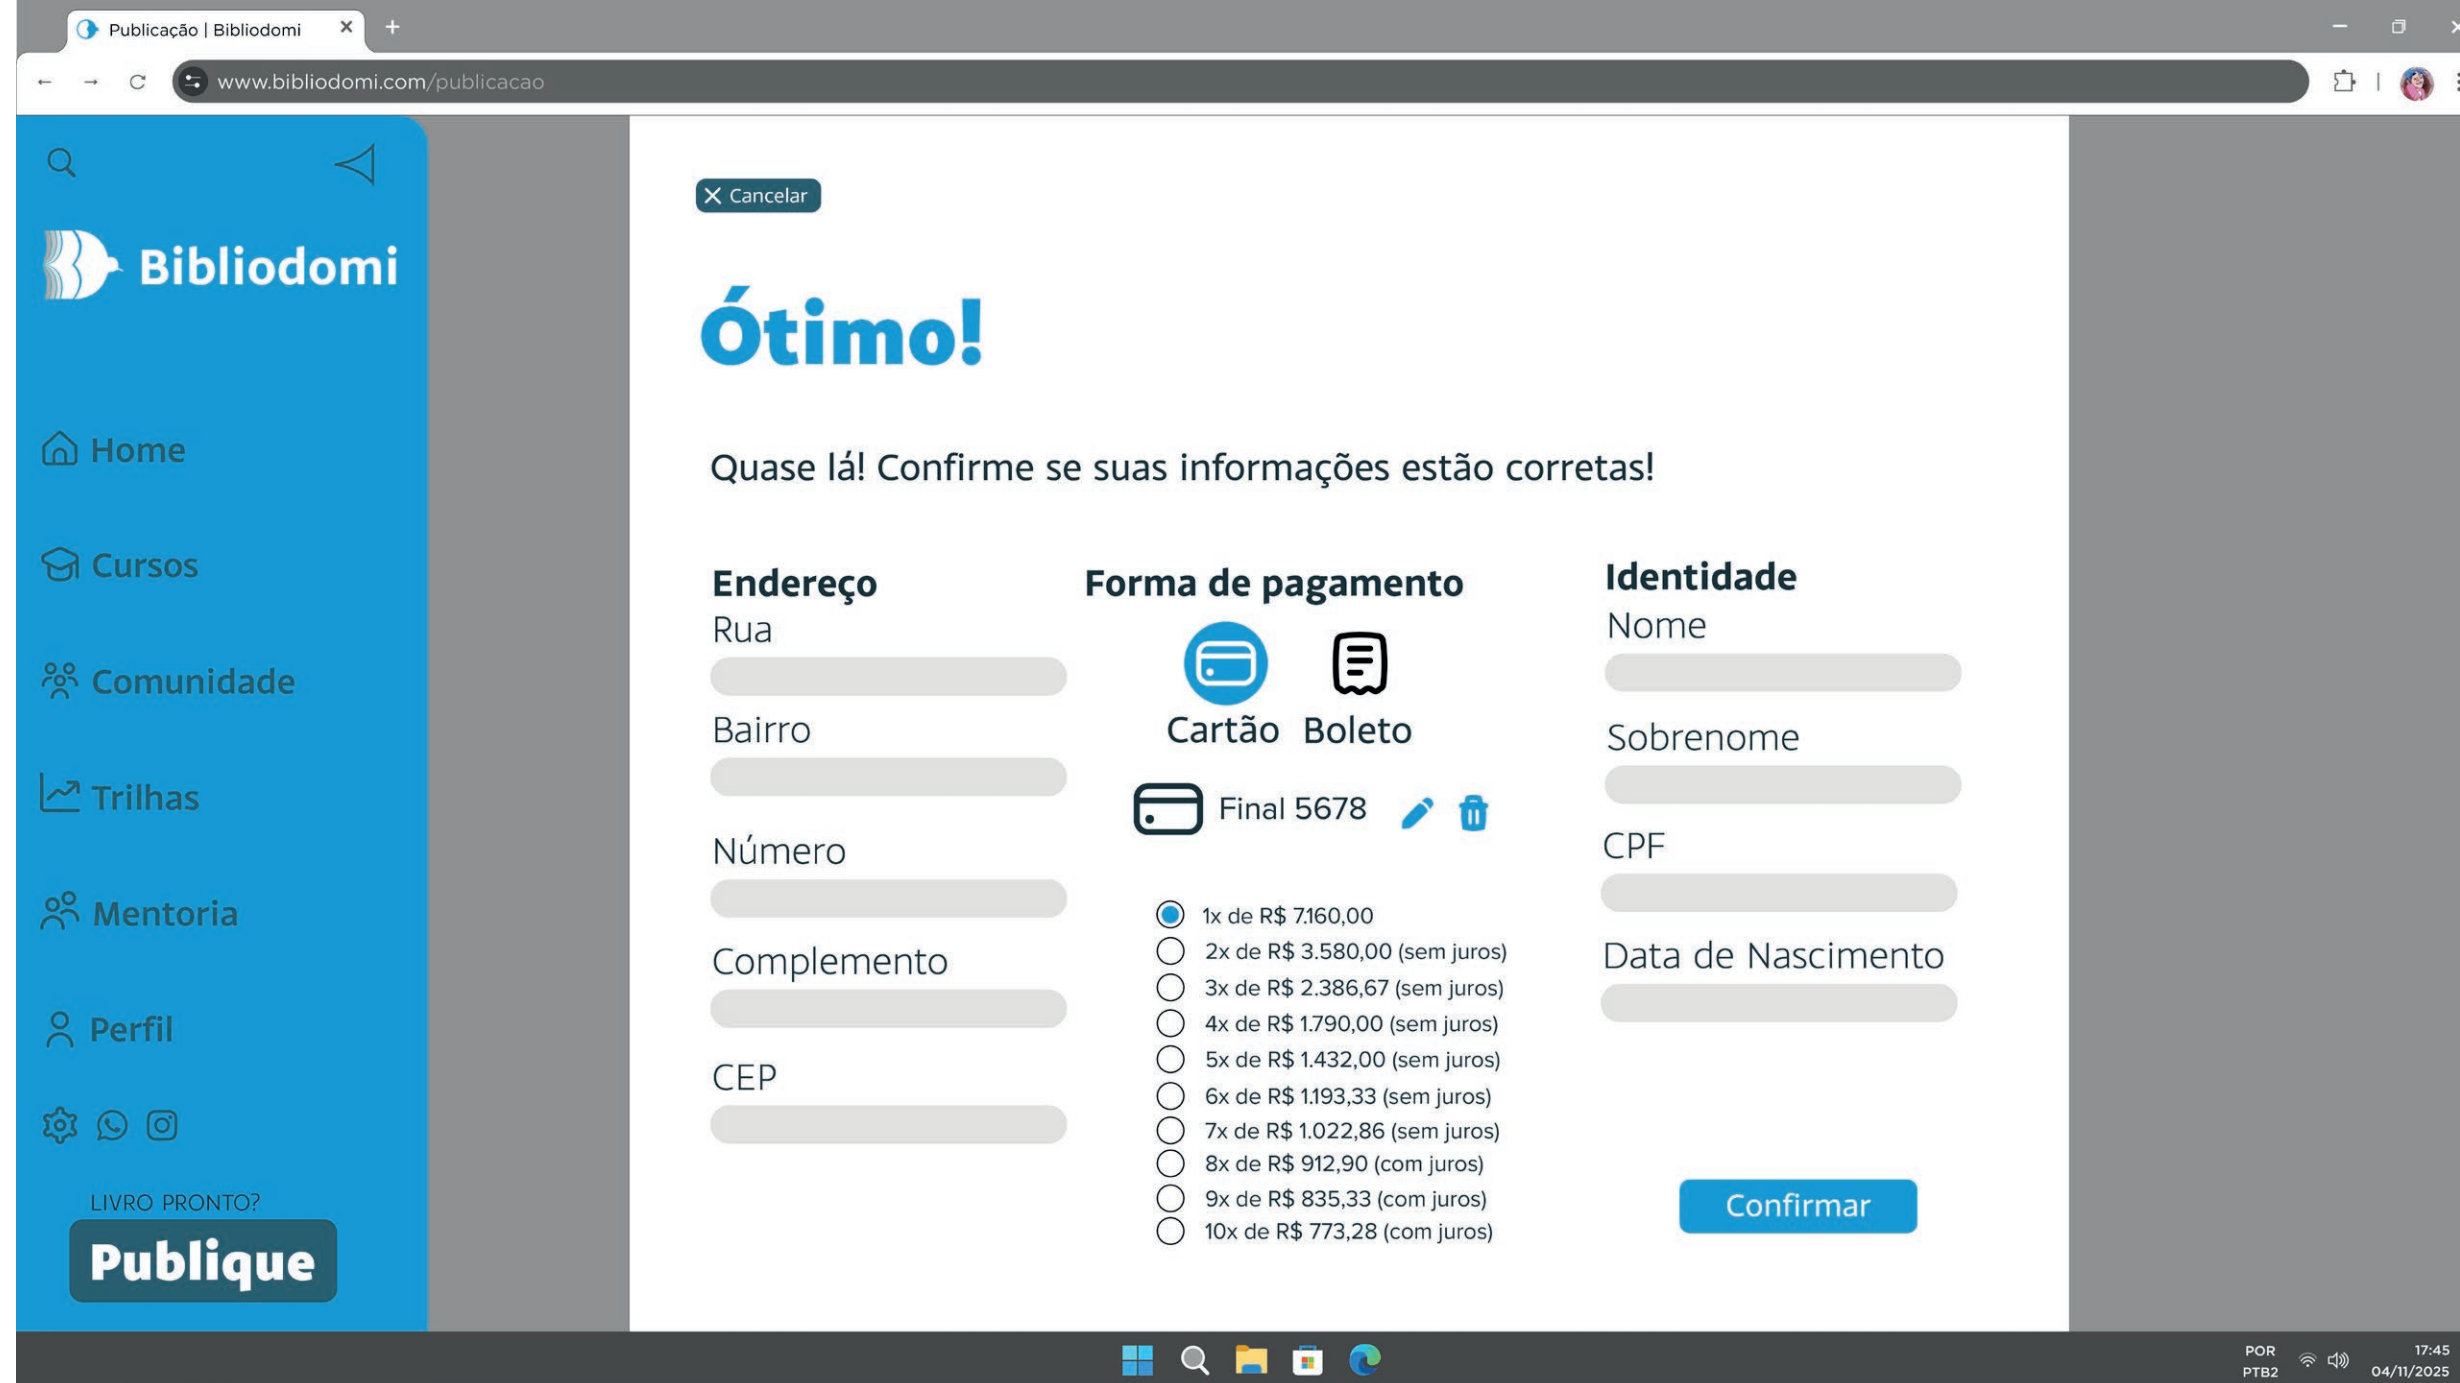 Publicação | Bibliodomi
www.bibliodomi.com/publicacao
Bibliodomi
Home
Cursos
Comunidade
Trilhas
Mentoria
Perfil
LIVRO PRONTO?
Publique
Cancelar
Ótimo!
Quase lá! Confirme se suas informações estão corretas!
Endereço
Rua
Bairro
Número
Complemento
CEP
Forma de pagamento
Cartão Boleto
Final 5678
1x de R$ 7.160,00
2x de R$ 3.580,00 (sem juros)
3x de R$ 2.386,67 (sem juros)
4x de R$ 1.790,00 (sem juros)
5x de R$ 1.432,00 (sem juros)
6x de R$ 1.193,33 (sem juros)
7x de R$ 1.022,86 (sem juros)
8x de R$ 912,90 (com juros)
9x de R$ 835,33 (com juros)
10x de R$ 773,28 (com juros)
Identidade
Nome
Sobrenome
CPF
Data de Nascimento
Confirmar
POR
PTB2
17:45
04/11/2025